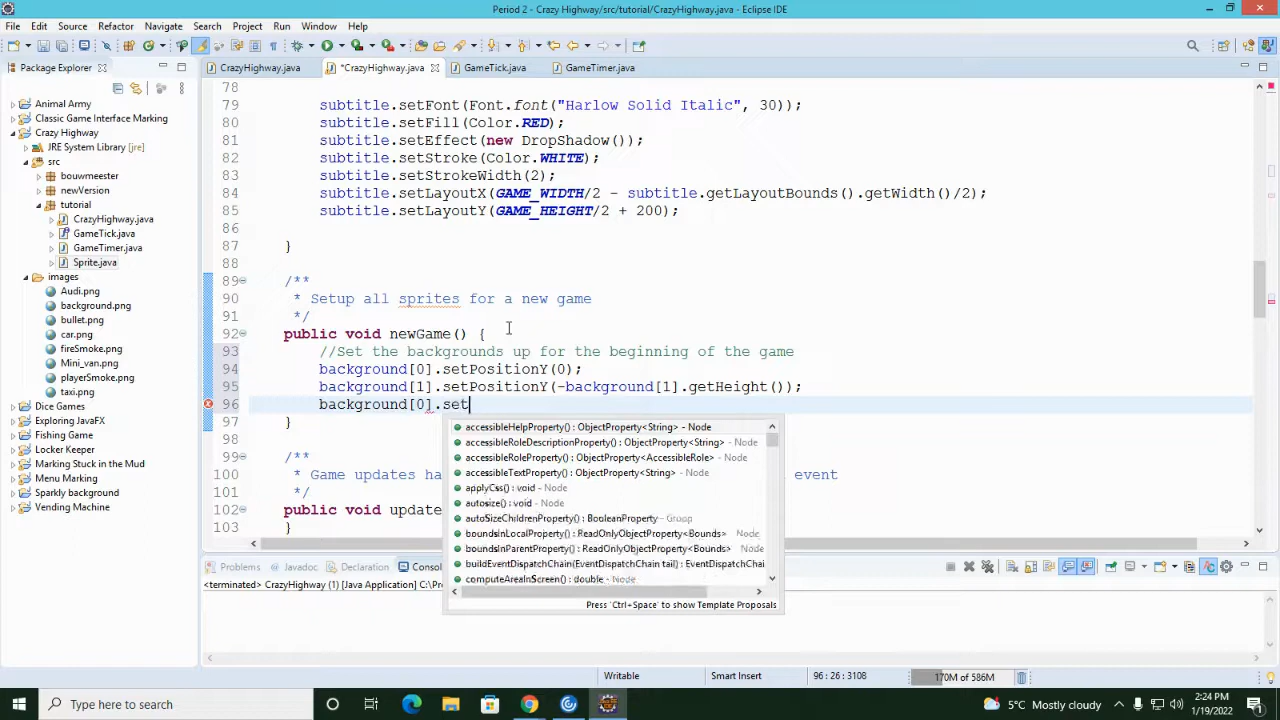 Period 2 - Crazy Highway/src/tutorial/CrazyHighway.java - Eclipse IDE
File Edit Source Refactor Navigate Search Project Run Window Help
Package Explorer
CrazyHighway.java *CrazyHighway.java GameTick.java GameTimer.java
Animal Army
Classic Game Interface Marking
Crazy Highway
JRE System Library [jre]
src
bouwmeester
newVersion
tutorial
CrazyHighway.java
GameTick.java
GameTimer.java
Sprite.java
images
Audi.png
background.png
bullet.png
car.png
fireSmoke.png
Mini_van.png
playerSmoke.png
taxi.png
Dice Games
Exploring JavaFX
Fishing Game
Locker Keeper
Marking Stuck in the Mud
Menu Marking
Sparkly background
Vending Machine
78
79 subtitle.setFont(Font.font("Harlow Solid Italic", 30));
80 subtitle.setFill(Color.RED);
81 subtitle.setEffect(new DropShadow());
82 subtitle.setStroke(Color.WHITE);
83 subtitle.setStrokeWidth(2);
84 subtitle.setLayoutX(GAME_WIDTH/2 - subtitle.getLayoutBounds().getWidth()/2);
85 subtitle.setLayoutY(GAME_HEIGHT/2 + 200);
86
87 }
88
89 /**
90 * Setup all sprites for a new game
91 */
92 public void newGame() {
93 //Set the backgrounds up for the beginning of the game
94 background[0].setPositionY(0);
95 background[1].setPositionY(-background[1].getHeight());
96 background[0].set
97 }
98
99 /**
100 * Game updates ha event
101 */
102 public void update
103 }
accessibleHelpProperty() : ObjectProperty<String> - Node
accessibleRoleDescriptionProperty() : ObjectProperty<String> - Node
accessibleRoleProperty() : ObjectProperty<AccessibleRole> - Node
accessibleTextProperty() : ObjectProperty<String> - Node
applyCss() : void - Node
autosize() : void - Node
autoSizeChildrenProperty() : BooleanProperty - Group
boundsInLocalProperty() : ReadOnlyObjectProperty<Bounds> Node
boundsInParentProperty() : ReadOnlyObjectProperty<Bounds> Node
buildEventDispatchChain(EventDispatchChain tail) : EventDispatchChai
computeAreaInScreen() : double - Node
Press 'Ctrl+Space' to show Template Proposals
Problems Javadoc Declaration Consol
<terminated> CrazyHighway (1) [Java Application] C:\Pr
Writable Smart Insert 96 : 26 : 3108 170M of 586M
Type here to search
5°C Mostly cloudy
2:24 PM
1/19/2022